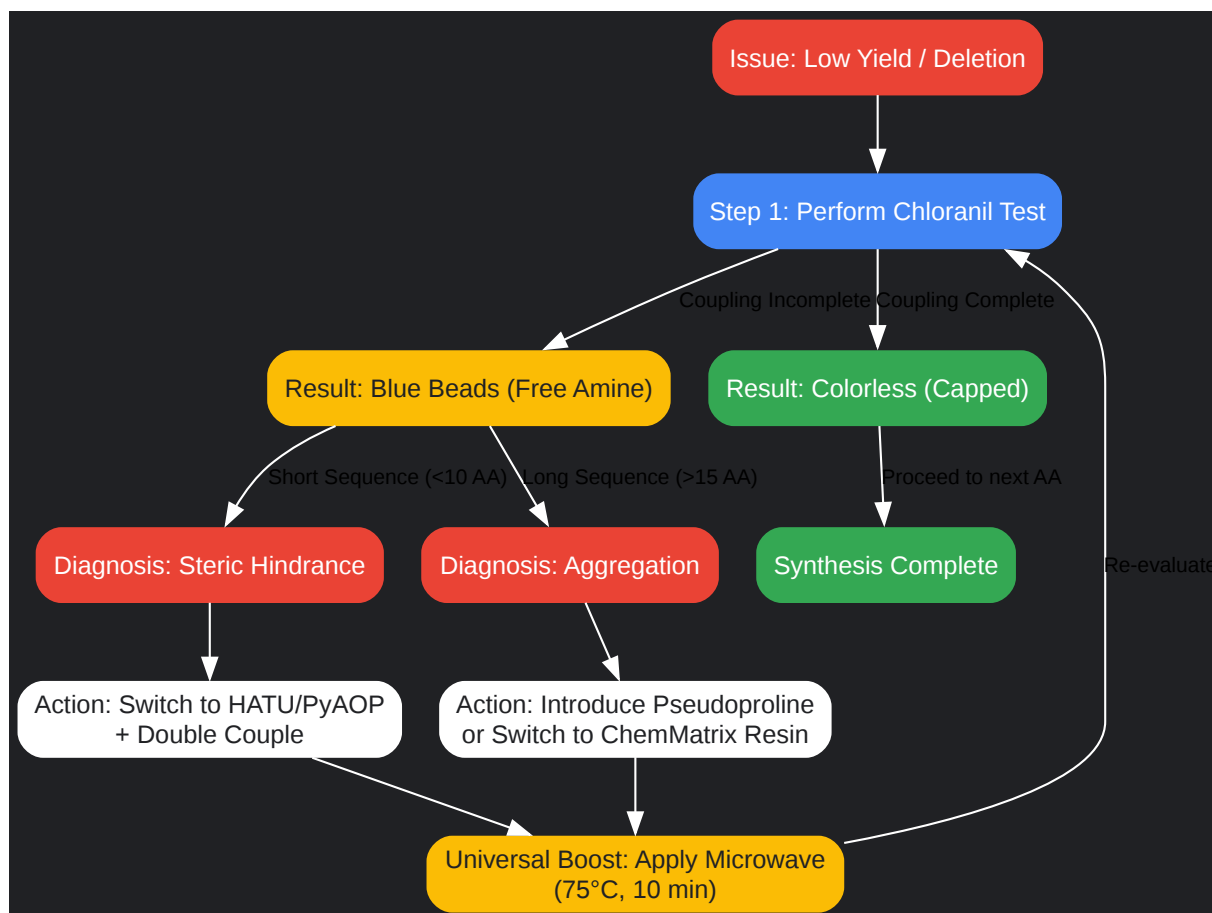 Issue: Low Yield / Deletion
Step 1: Perform Chloranil Test
Coupling Incomplete
Coupling Complete
Result: Blue Beads (Free Amine)
Result: Colorless (Capped)
Short Sequence (<10 AA)
Long Sequence (>15 AA)
Proceed to next AA
Diagnosis: Steric Hindrance
Diagnosis: Aggregation
Synthesis Complete
Re-evaluate
Action: Switch to HATU/PyAOP
+ Double Couple
Action: Introduce Pseudoproline
or Switch to ChemMatrix Resin
Universal Boost: Apply Microwave
(75°C, 10 min)